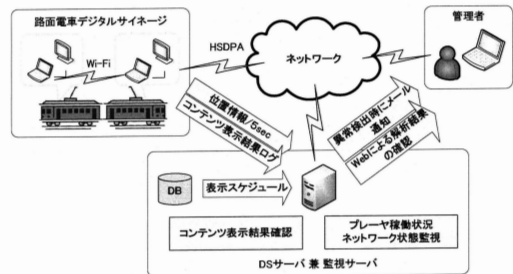 路面電車デジタルサイネージ
Wi-Fi
HSDPA
ネットワーク
管理者
位置情報/5sec
コンテンツ表示結果ログ
異常検出時にメール
通知
Webによる解析結果
の確認
DB
表示スケジュール
コンテンツ表示結果確認
プレーヤ稼働状況
ネットワーク状態監視
DSサーバ 兼 監視サーバ